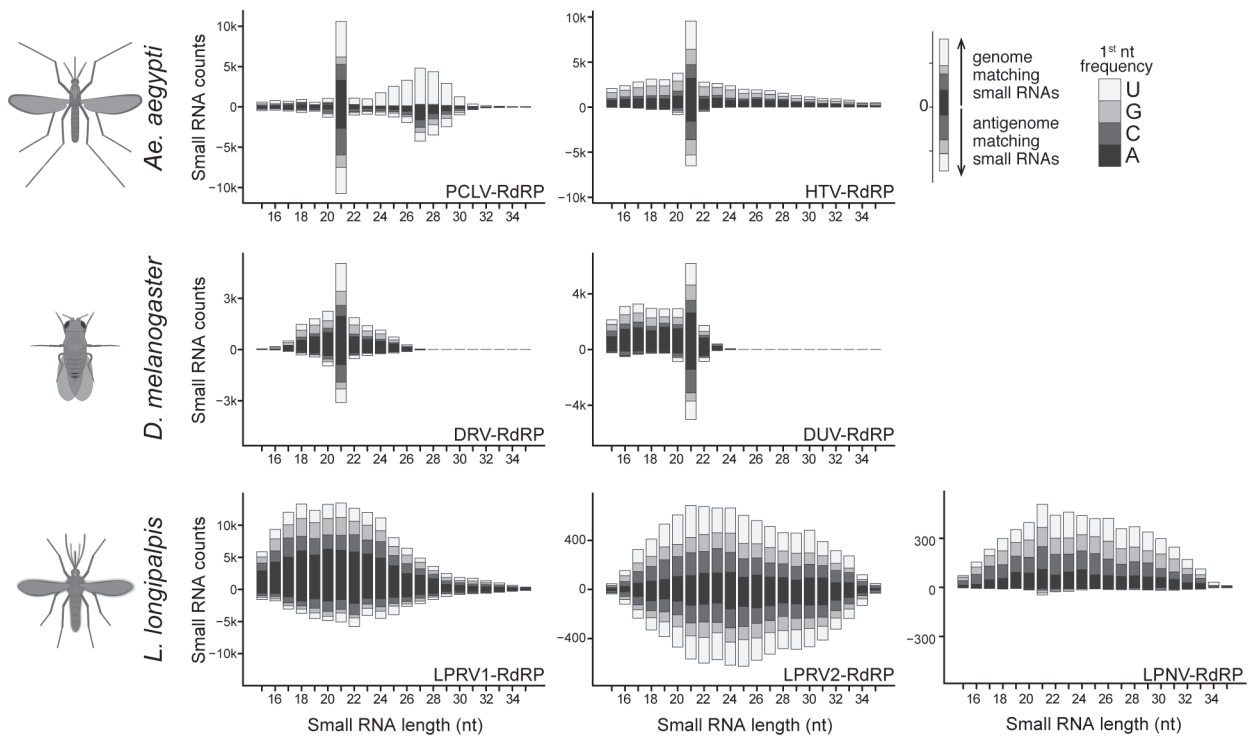 Ae. aegypti
Small RNA counts
10k
5k
0
−5k
−10k
PCLV-RdRP
16 18 20 22 24 26 28 30 32 34
10k
5k
0
−5k
−10k
HTV-RdRP
16 18 20 22 24 26 28 30 32 34
0
genome
matching
small RNAs
antigenome
matching
small RNAs
1st nt
frequency
U
G
C
A
D. melanogaster
Small RNA counts
3k
0
−3k
DRV-RdRP
16 18 20 22 24 26 28 30 32 34
4k
0
−4k
DUV-RdRP
16 18 20 22 24 26 28 30 32 34
L. longipalpis
Small RNA counts
10k
5k
0
−5k
−10k
LPRV1-RdRP
16 18 20 22 24 26 28 30 32 34
Small RNA length (nt)
400
0
−400
LPRV2-RdRP
16 18 20 22 24 26 28 30 32 34
Small RNA length (nt)
300
0
−300
LPNV-RdRP
16 18 20 22 24 26 28 30 32 34
Small RNA length (nt)